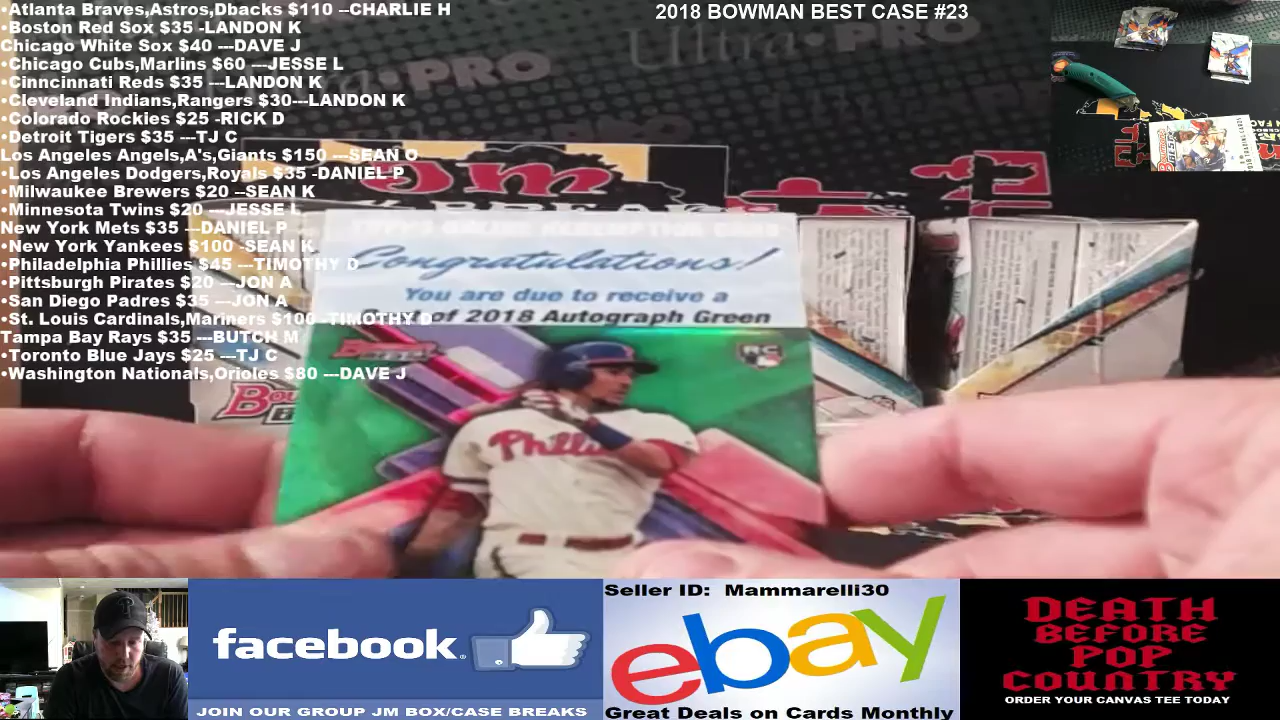 •Atlanta Braves,Astros,Dbacks $110 --CHARLIE H
•Boston Red Sox $35 -LANDON K
Chicago White Sox $40 ---DAVE J
•Chicago Cubs,Marlins $60 ---JESSE L
•Cinncinnati Reds $35 ---LANDON K
•Cleveland Indians,Rangers $30---LANDON K
•Colorado Rockies $25 -RICK D
•Detroit Tigers $35 ---TJ C
Los Angeles Angels,A's,Giants $150 ---SEAN O
•Los Angeles Dodgers,Royals $35 -DANIEL P
•Milwaukee Brewers $20 --SEAN K
•Minnesota Twins $20 ---JESSE L
New York Mets $35 ---DANIEL P
•New York Yankees $100 -SEAN K
•Philadelphia Phillies $45 ---TIMOTHY D
•Pittsburgh Pirates $20 ---JON A
•San Diego Padres $35 ---JON A
•St. Louis Cardinals,Mariners $100 -TIMOTHY D
Tampa Bay Rays $35 ---BUTCH M
•Toronto Blue Jays $25 ---TJ C
•Washington Nationals,Orioles $80 ---DAVE J
2018 BOWMAN BEST CASE #23
Ultra•PRO
PRO
Congratulations!
You are due to receive a
of 2018 Autograph Green
RC
Phill
Seller ID: Mammarelli30
facebook.
ebay
DEATH
BEFORE
POP
COUNTRY
ORDER YOUR CANVAS TEE TODAY
JOIN OUR GROUP JM BOX/CASE BREAKS
Great Deals on Cards Monthly